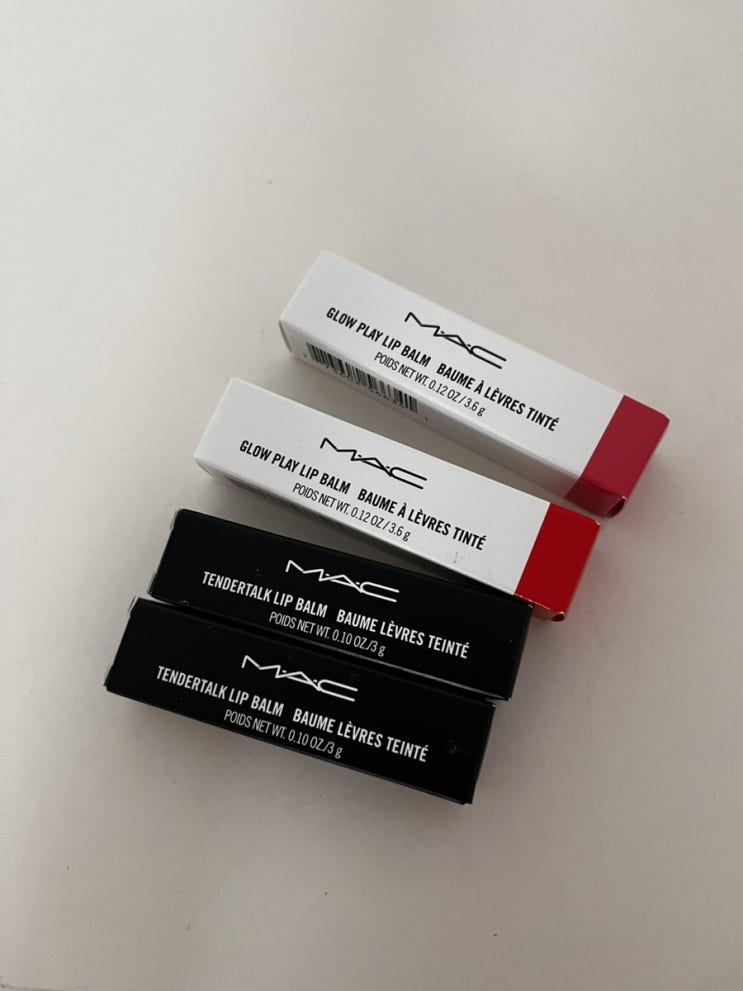 M·A·C
GLOW PLAY LIP BALM BAUME À LÈVRES TINTÉ
POIDS NET WT. 0.12 OZ / 3.6 g
M·A·C
GLOW PLAY LIP BALM BAUME À LÈVRES TINTÉ
POIDS NET WT. 0.12 OZ / 3.6 g
M·A·C
TENDERTALK LIP BALM BAUME LÈVRES TEINTÉ
POIDS NET WT. 0.10 OZ./3 g
M·A·C
TENDERTALK LIP BALM BAUME LÈVRES TEINTÉ
POIDS NET WT. 0.10 OZ./3 g